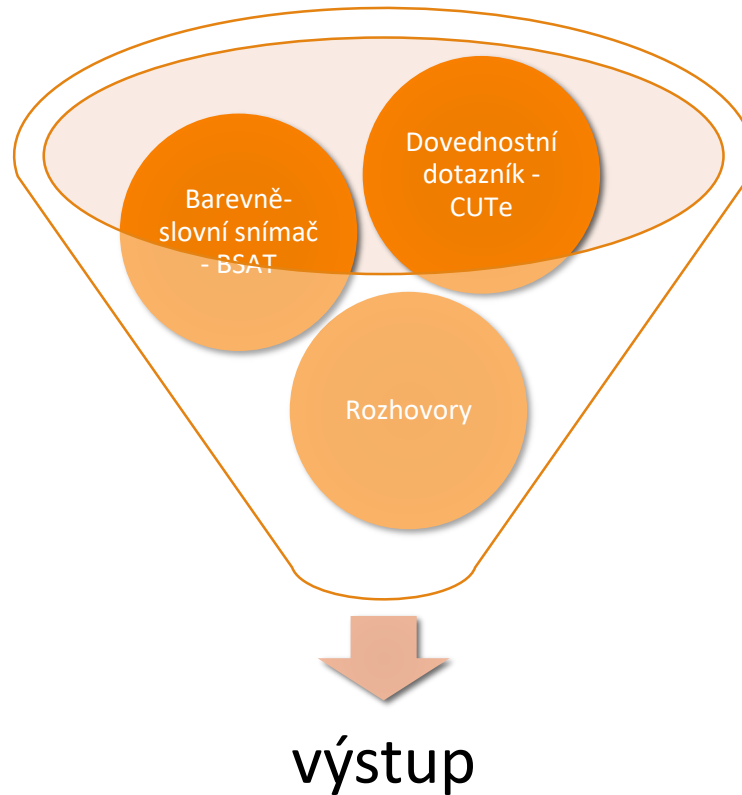 Dovednostní
dotazník -
CUTe
Barevně-
slovní snímač
- BSAT
Rozhovory
výstup